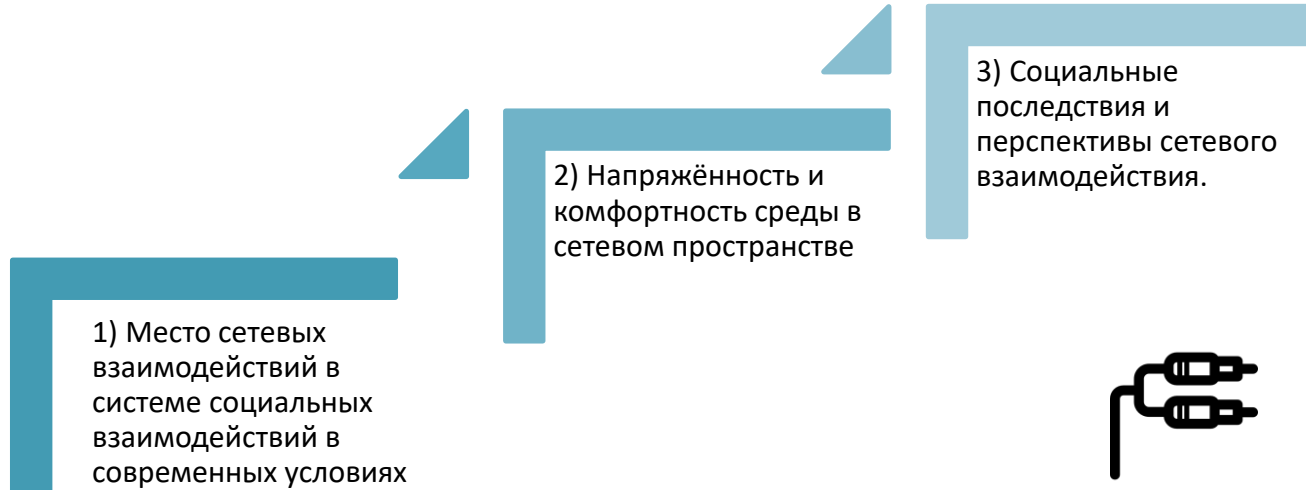 1) Место сетевых
взаимодействий в
системе социальных
взаимодействий в
современных условиях
2) Напряжённость и
комфортность среды в
сетевом пространстве
3) Социальные
последствия и
перспективы сетевого
взаимодействия.